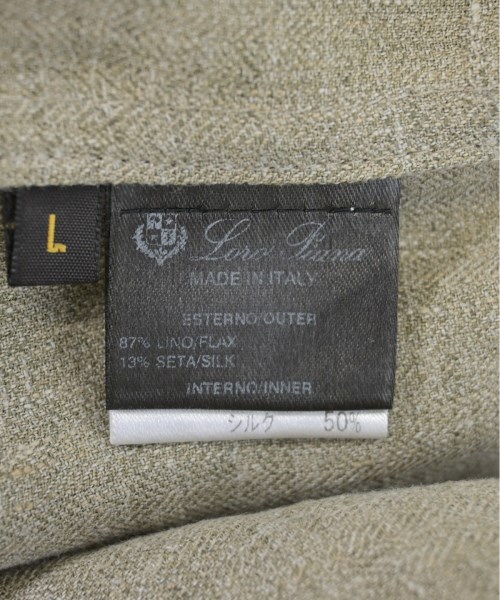 L
Loro Piana
MADE IN ITALY
ESTERNO/OUTER
87% LINO/FLAX
13% SETA/SILK
INTERNO/INNER
シルク 50%